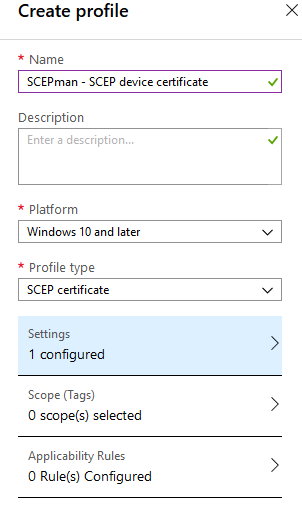 Create profile
* Name
SCEPman - SCEP device certificate
Description
Enter a description...
* Platform
Windows 10 and later
* Profile type
SCEP certificate
Settings
1 configured
Scope (Tags)
0 scope(s) selected
Applicability Rules
0 Rule(s) Configured